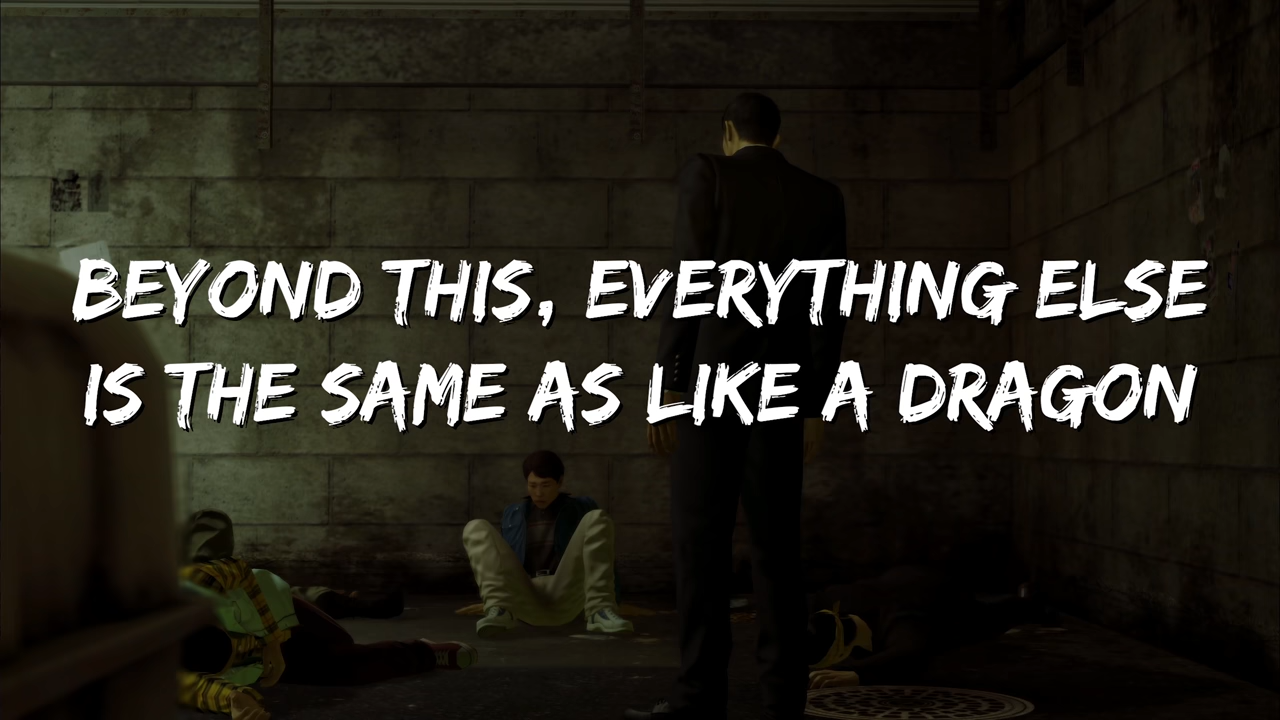 BEYOND THIS, EVERYTHING ELSE
IS THE SAME AS LIKE A DRAGON